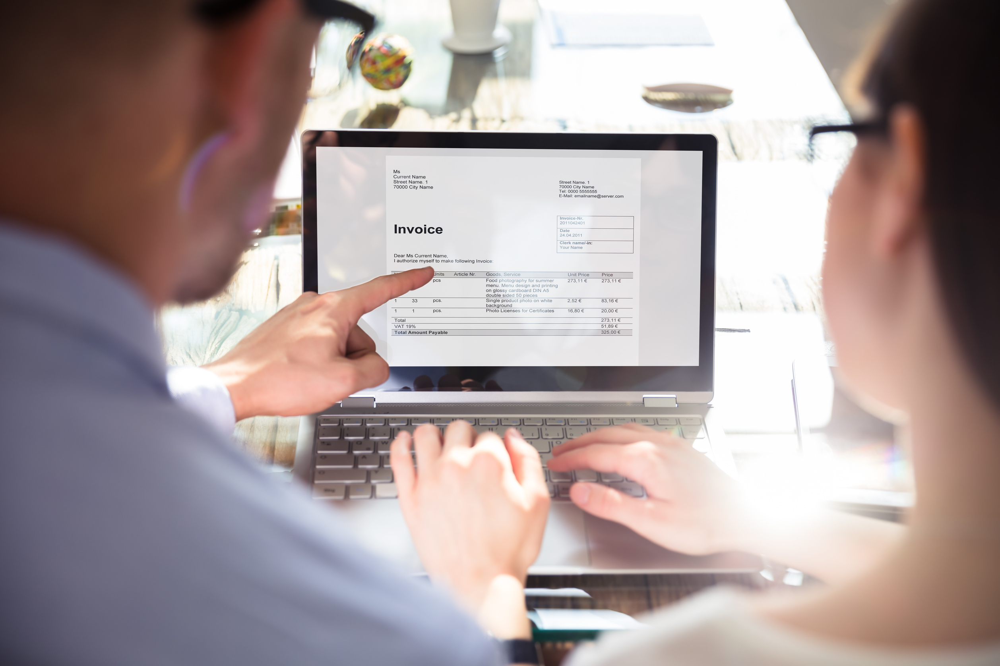 Ms
Current Name
Street Name. 1
70000 City Name
Street Name. 1
70000 City Name
Tel: 0000 5555555
E-Mail: emailname@server.com
Invoice-Nr.
2011042401
Date
24.04.2011
Clerk name/-in:
Your Name
Invoice
Dear Ms Current Name,
I authorize myself to make following Invoice:
Units Article Nr. Goods, Service Unit Price Price
pcs Food photography for summer 273,11 € 273,11 €
menu. Menu design and printing
on glossy cardboard DIN A5
double sided 50 pieces
1 33 pcs. Single product photo on white 2,52 € 83,16 €
background
1 1 pcs. Photo Licenses for Certificates 16,80 € 20,00 €
Total 273,11 €
VAT 19% 51,89 €
Total Amount Payable 325,00 €